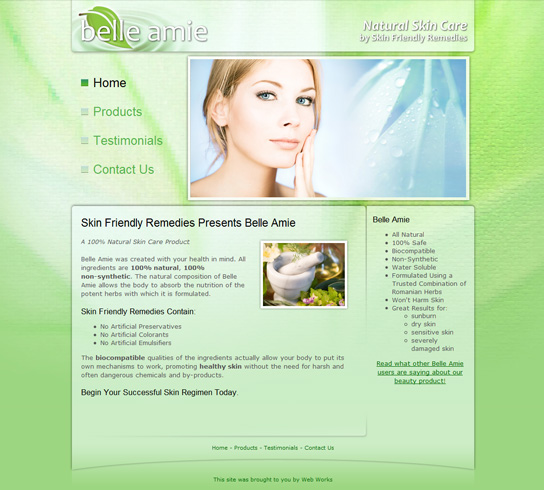 belle amie
Natural Skin Care
by Skin Friendly Remedies
Home
Products
Testimonials
Contact Us
Skin Friendly Remedies Presents Belle Amie
A 100% Natural Skin Care Product
Belle Amie was created with your health in mind. All
ingredients are 100% natural, 100%
non-synthetic. The natural composition of Belle
Amie allows the body to absorb the nutrition of the
potent herbs with which it is formulated.
Skin Friendly Remedies Contain:
No Artificial Preservatives
No Artificial Colorants
No Artificial Emulsifiers
The biocompatible qualities of the ingredients actually allow your body to put its
own mechanisms to work, promoting healthy skin without the need for harsh and
often dangerous chemicals and by-products.
Begin Your Successful Skin Regimen Today.
Belle Amie
All Natural
100% Safe
Biocompatible
Non-Synthetic
Water Soluble
Formulated Using a
Trusted Combination of
Romanian Herbs
Won't Harm Skin
Great Results for:
sunburn
dry skin
sensitive skin
severely
damaged skin
Read what other Belle Amie
users are saying about our
beauty product!
Home - Products - Testimonials - Contact Us
This site was brought to you by Web Works